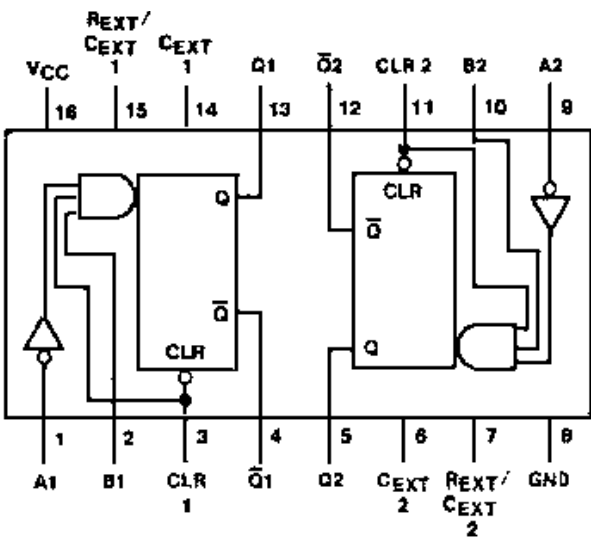 REXT/ CEXT 1
CEXT 1
VCC Q1 Q̅2 CLR 2 B2 A2
16 15 14 13 12 11 10 9
CLR
Q
Q̅
Q̅
CLR
Q
1 2 3 4 5 6 7 8
A1 B1 CLR 1 Q̅1 Q2 CEXT 2 REXT/ CEXT 2 GND